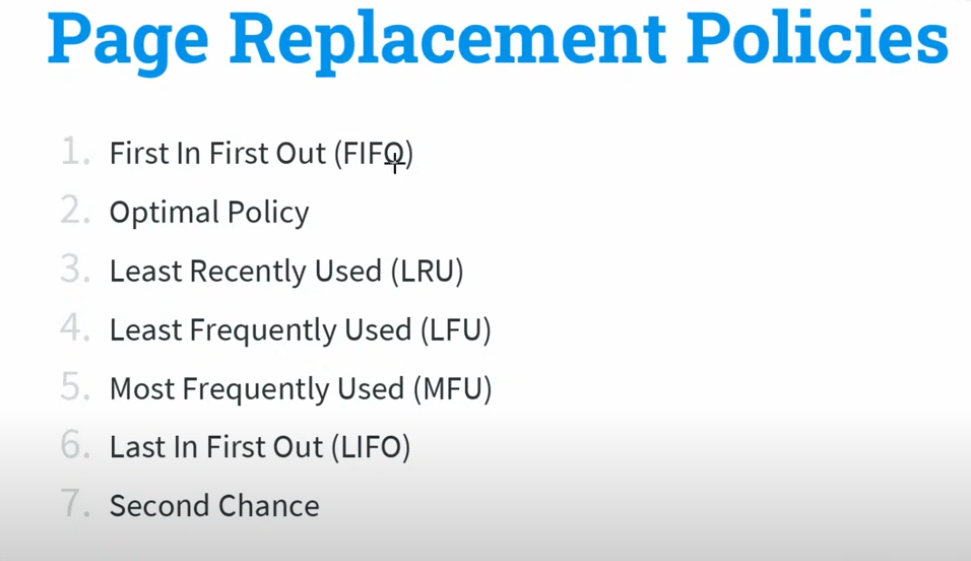 Page Replacement Policies
1. First In First Out (FIFO)
2. Optimal Policy
3. Least Recently Used (LRU)
4. Least Frequently Used (LFU)
5. Most Frequently Used (MFU)
6. Last In First Out (LIFO)
7. Second Chance